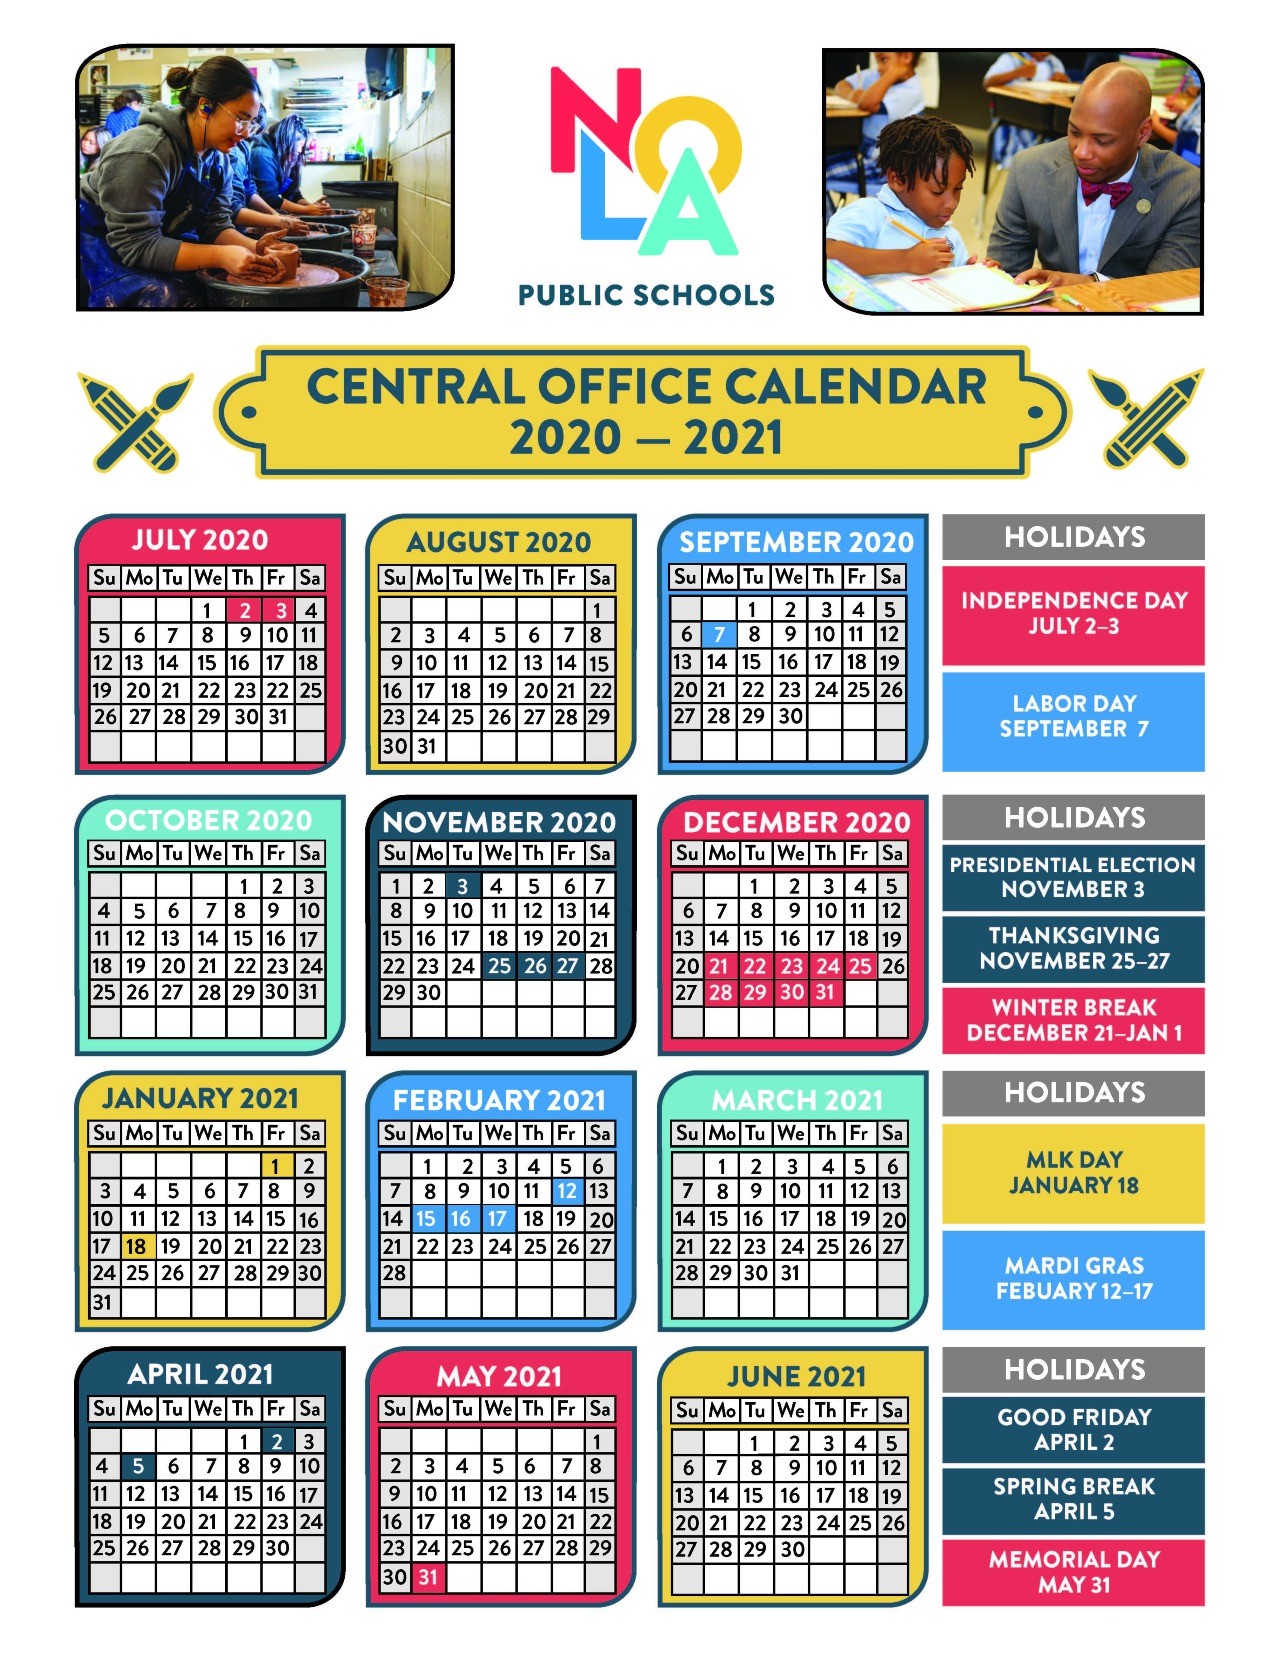 NOLA
PUBLIC SCHOOLS
CENTRAL OFFICE CALENDAR
2020 — 2021
JULY 2020
Su Mo Tu We Th Fr Sa
1 2 3 4
5 6 7 8 9 10 11
12 13 14 15 16 17 18
19 20 21 22 23 22 25
26 27 28 29 30 31
AUGUST 2020
Su Mo Tu We Th Fr Sa
1
2 3 4 5 6 7 8
9 10 11 12 13 14 15
16 17 18 19 20 21 22
23 24 25 26 27 28 29
30 31
SEPTEMBER 2020
Su Mo Tu We Th Fr Sa
1 2 3 4 5
6 7 8 9 10 11 12
13 14 15 16 17 18 19
20 21 22 23 24 25 26
27 28 29 30
HOLIDAYS
INDEPENDENCE DAY
JULY 2–3
LABOR DAY
SEPTEMBER 7
OCTOBER 2020
Su Mo Tu We Th Fr Sa
1 2 3
4 5 6 7 8 9 10
11 12 13 14 15 16 17
18 19 20 21 22 23 24
25 26 27 28 29 30 31
NOVEMBER 2020
Su Mo Tu We Th Fr Sa
1 2 3 4 5 6 7
8 9 10 11 12 13 14
15 16 17 18 19 20 21
22 23 24 25 26 27 28
29 30
DECEMBER 2020
Su Mo Tu We Th Fr Sa
1 2 3 4 5
6 7 8 9 10 11 12
13 14 15 16 17 18 19
20 21 22 23 24 25 26
27 28 29 30 31
HOLIDAYS
PRESIDENTIAL ELECTION
NOVEMBER 3
THANKSGIVING
NOVEMBER 25–27
WINTER BREAK
DECEMBER 21–JAN 1
JANUARY 2021
Su Mo Tu We Th Fr Sa
1 2
3 4 5 6 7 8 9
10 11 12 13 14 15 16
17 18 19 20 21 22 23
24 25 26 27 28 29 30
31
FEBRUARY 2021
Su Mo Tu We Th Fr Sa
1 2 3 4 5 6
7 8 9 10 11 12 13
14 15 16 17 18 19 20
21 22 23 24 25 26 27
28
MARCH 2021
Su Mo Tu We Th Fr Sa
1 2 3 4 5 6
7 8 9 10 11 12 13
14 15 16 17 18 19 20
21 22 23 24 25 26 27
28 29 30 31
HOLIDAYS
MLK DAY
JANUARY 18
MARDI GRAS
FEBUARY 12–17
APRIL 2021
Su Mo Tu We Th Fr Sa
1 2 3
4 5 6 7 8 9 10
11 12 13 14 15 16 17
18 19 20 21 22 23 24
25 26 27 28 29 30
MAY 2021
Su Mo Tu We Th Fr Sa
1
2 3 4 5 6 7 8
9 10 11 12 13 14 15
16 17 18 19 20 21 22
23 24 25 26 27 28 29
30 31
JUNE 2021
Su Mo Tu We Th Fr Sa
1 2 3 4 5
6 7 8 9 10 11 12
13 14 15 16 17 18 19
20 21 22 23 24 25 26
27 28 29 30
HOLIDAYS
GOOD FRIDAY
APRIL 2
SPRING BREAK
APRIL 5
MEMORIAL DAY
MAY 31